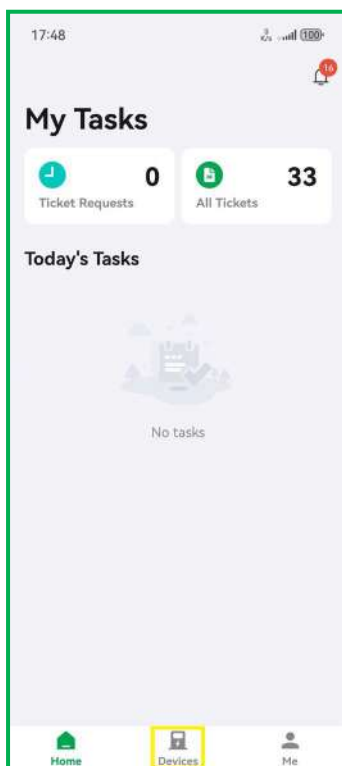 17:48
3
K/s
100
16
My Tasks
0
33
Ticket Requests
All Tickets
Today's Tasks
No tasks
Home
Devices
Me